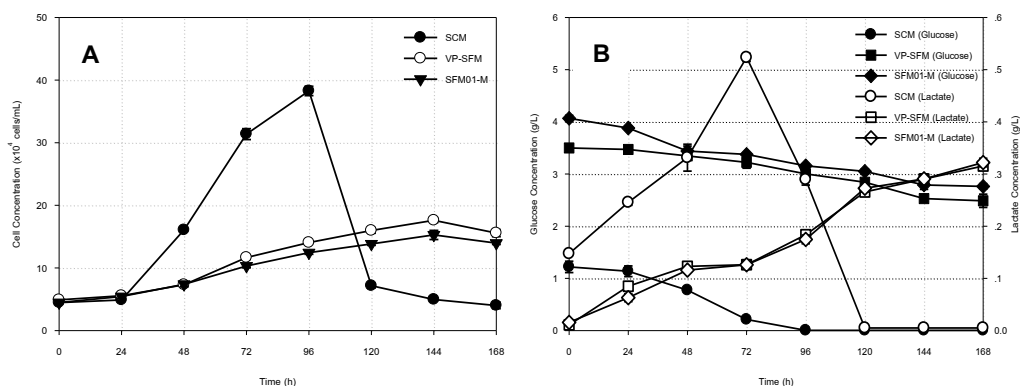 A
SCM
VP-SFM
SFM01-M
50
40
30
20
10
0
Cell Concentration (x10⁴ cells/mL)
0 24 48 72 96 120 144 168
Time (h)
B
SCM (Glucose)
VP-SFM (Glucose)
SFM01-M (Glucose)
SCM (Lactate)
VP-SFM (Lactate)
SFM01-M (Lactate)
6
5
4
3
2
1
0
Glucose Concentration (g/L)
.6
.5
.4
.3
.2
.1
0.0
Lactate Concentration (g/L)
0 24 48 72 96 120 144 168
Time (h)